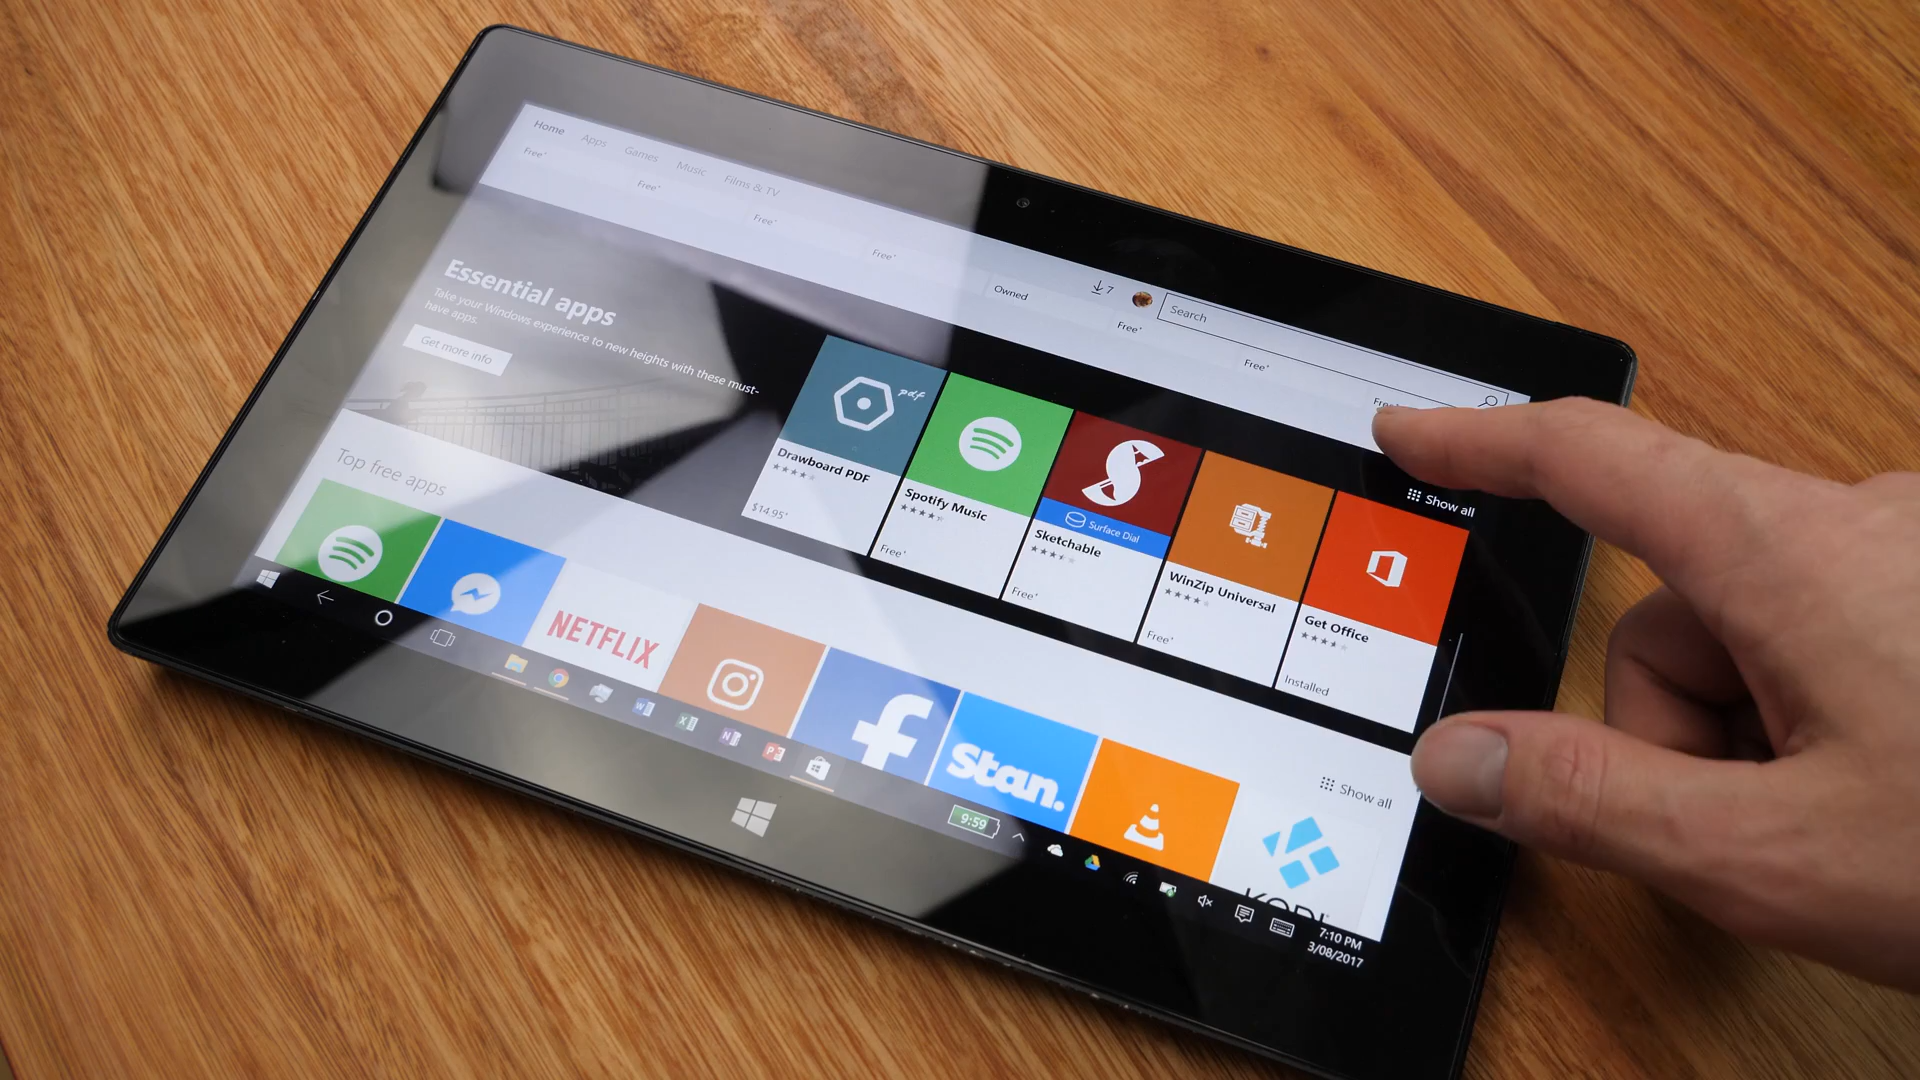 Home Apps Games Music Films & TV
↓7 Search
Free+ Free+ Free+ Free+ Owned Free+ Free+ Free+
Essential apps
Take your Windows experience to new heights with these must-
have apps.
Get more info
Show all
pdf
Drawboard PDF
$14.95+
Spotify Music
Free+
Surface Dial
Sketchable
Free+
WinZip Universal
Free+
Get Office
Installed
Top free apps
Show all
NETFLIX
Stan.
KODI
9:59
7:10 PM
3/08/2017